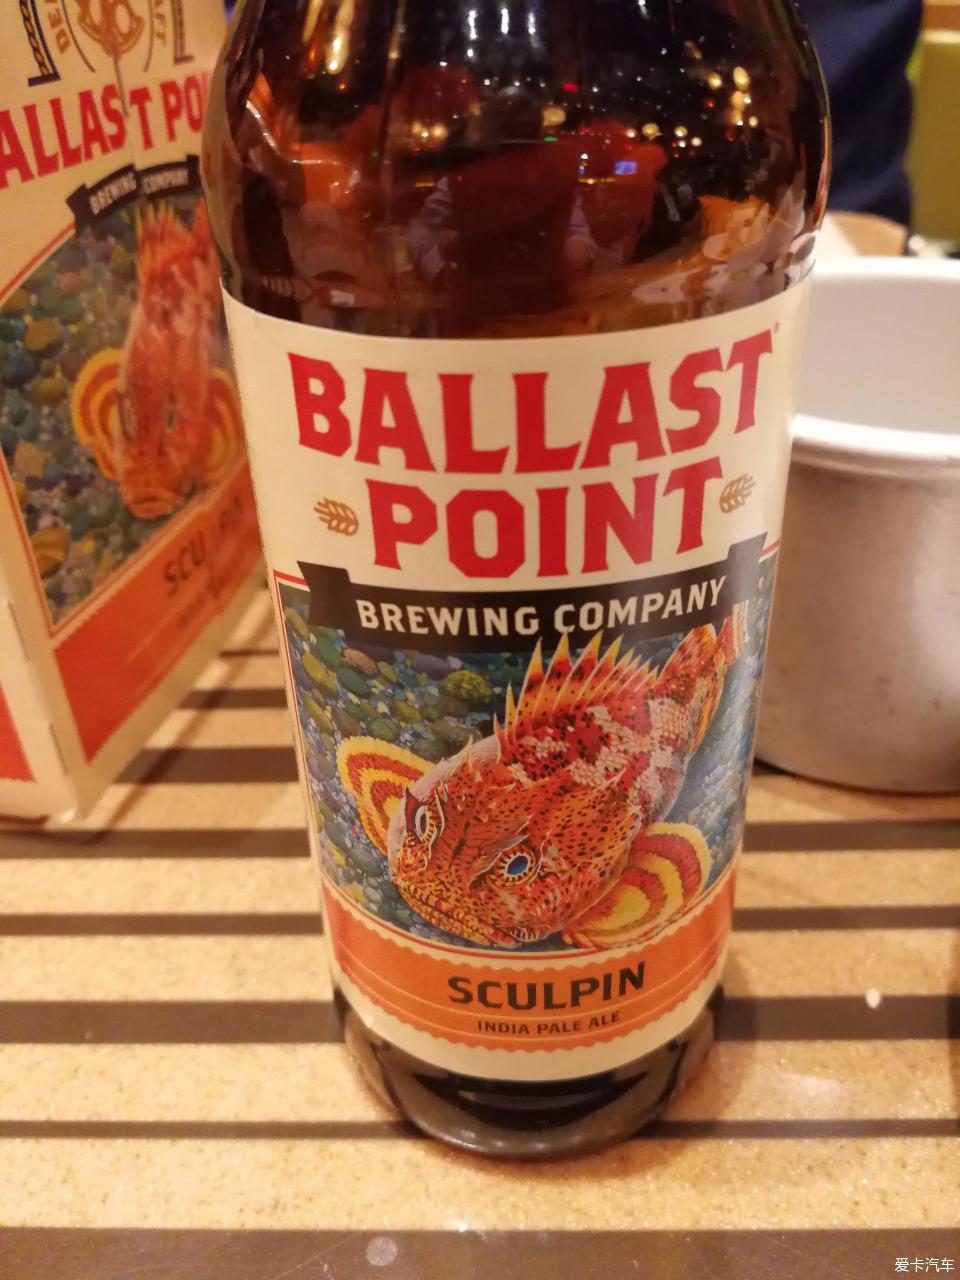 BALLAST POI
BREWING COMPANY
SCULPIN
BALLAST®
POINT
BREWING COMPANY
SCULPIN
INDIA PALE ALE
爱卡汽车